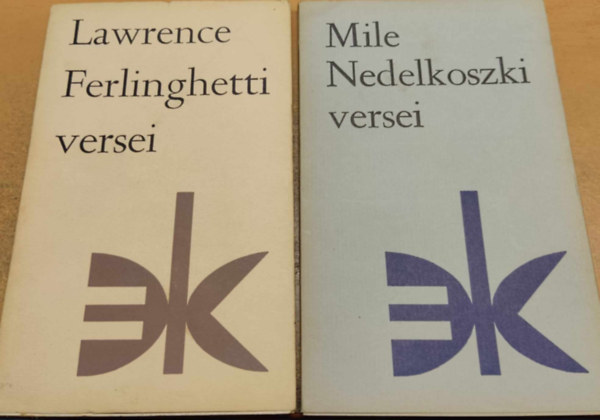 Lawrence
Ferlinghetti
versei
Mile
Nedelkoszki
versei